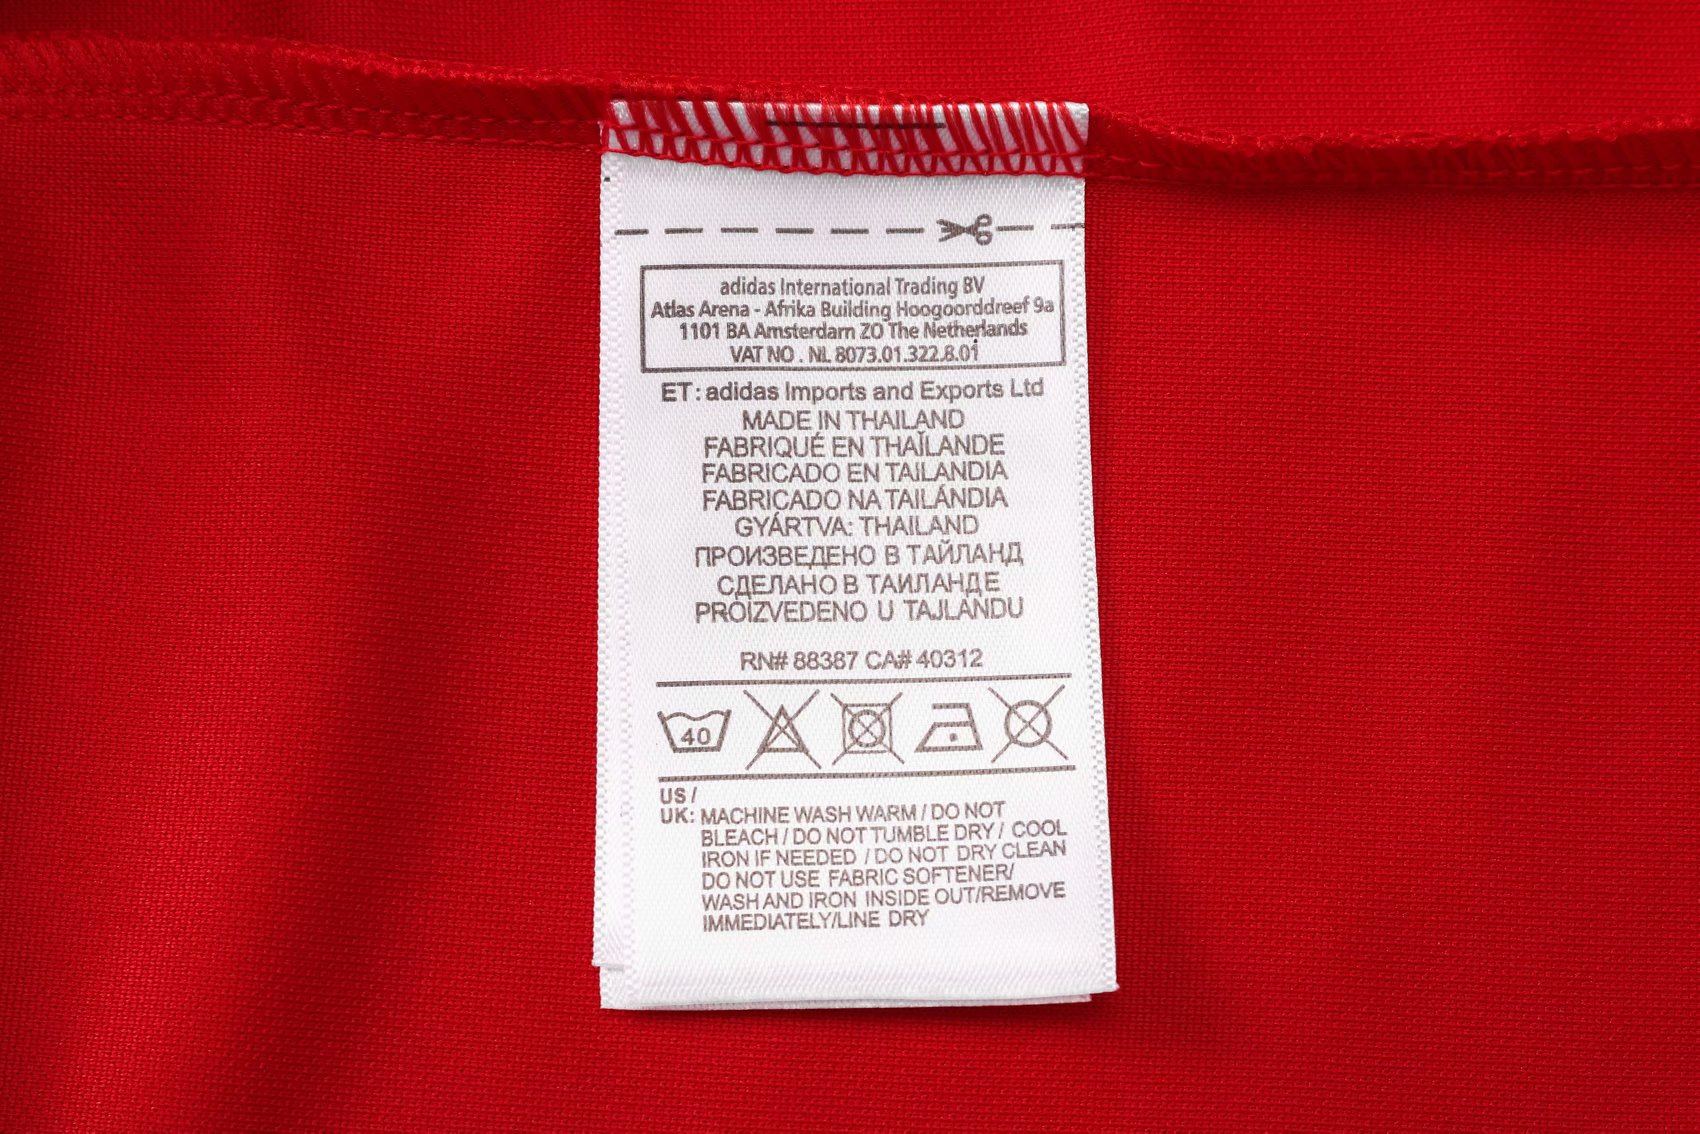 adidas International Trading BV
Atlas Arena - Afrika Building Hoogoorddreef 9a
1101 BA Amsterdam ZO The Netherlands
VAT NO . NL 8073.01.322.8.01
ET: adidas Imports and Exports Ltd
MADE IN THAILAND
FABRIQUÉ EN THAÏLANDE
FABRICADO EN TAILANDIA
FABRICADO NA TAILÁNDIA
GYÁRTVA: THAILAND
ПРОИЗВЕДЕНО В ТАЙЛАНД
СДЕЛАНО В ТАИЛАНДЕ
PROIZVEDENO U TAJLANDU
RN# 88387 CA# 40312
40
US /
UK: MACHINE WASH WARM / DO NOT
BLEACH / DO NOT TUMBLE DRY / COOL
IRON IF NEEDED / DO NOT DRY CLEAN
DO NOT USE FABRIC SOFTENER/
WASH AND IRON INSIDE OUT/REMOVE
IMMEDIATELY/LINE DRY